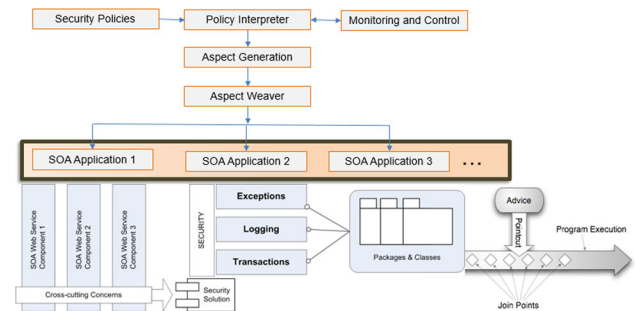 Security Policies
Policy Interpreter
Monitoring and Control
Aspect Generation
Aspect Weaver
SOA Application 1
SOA Application 2
SOA Application 3
...
SOA Web Service
Component 1
SOA Web Service
Component 2
SOA Web Service
Component 3
Cross-cutting Concerns
SECURITY
Exceptions
Logging
Transactions
Security
Solution
Packages & Classes
Advice
Pointcut
Program Execution
Join Points